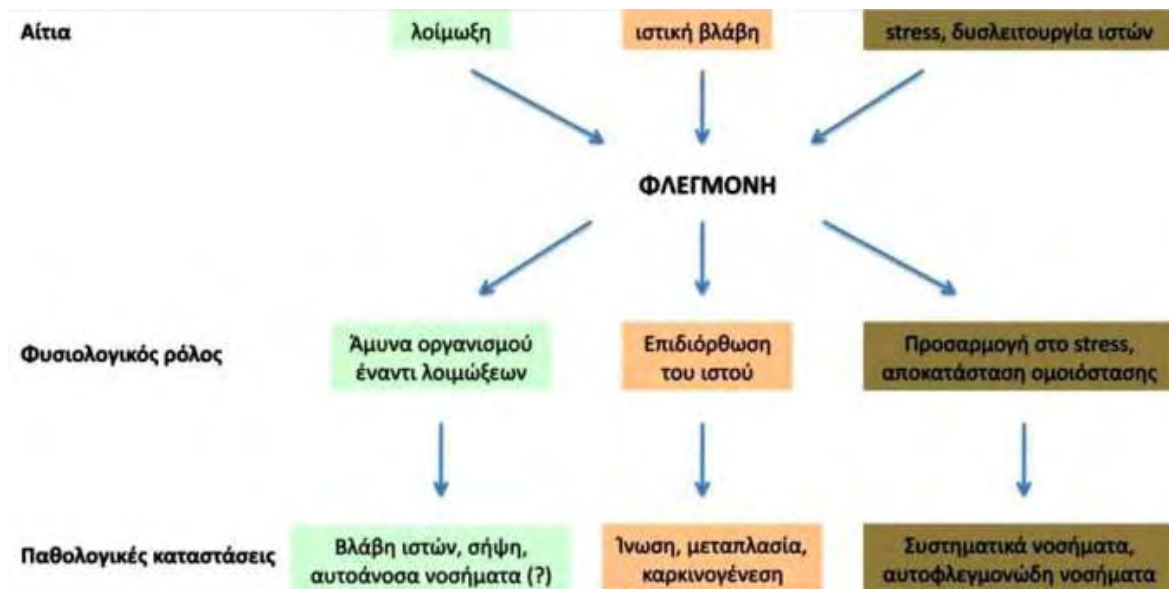 Αίτια
λοίμωξη
ιστική βλάβη
stress, δυσλειτουργία ιστών
ΦΛΕΓΜΟΝΗ
Φυσιολογικός ρόλος
Άμυνα οργανισμού
έναντι λοιμώξεων
Επιδιόρθωση
του ιστού
Προσαρμογή στο stress,
αποκατάσταση ομοιόστασης
Παθολογικές καταστάσεις
Βλάβη ιστών, σήψη,
αυτοάνοσα νοσήματα (?)
Ίνωση, μεταπλασία,
καρκινογένεση
Συστηματικά νοσήματα,
αυτοφλεγμονώδη νοσήματα